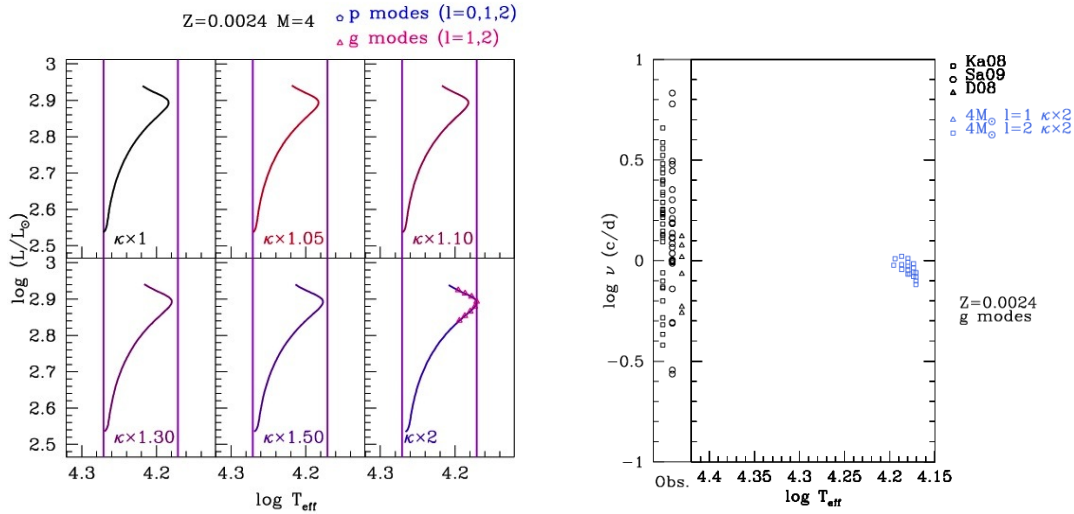 Z=0.0024 M=4
p modes (l=0,1,2)
g modes (l=1,2)
log (L/L☉)
3
2.9
2.8
2.7
2.6
2.5
κ×1
κ×1.05
κ×1.10
3
2.9
2.8
2.7
2.6
2.5
κ×1.30
κ×1.50
κ×2
4.3 4.2 4.3 4.2 4.3 4.2
log Teff
Ka08
Sa09
D08
4M☉ l=1 κ×2
4M☉ l=2 κ×2
log ν (c/d)
1
0.5
0
−0.5
−1
Z=0.0024
g modes
Obs. 4.4 4.35 4.3 4.25 4.2 4.15
log Teff